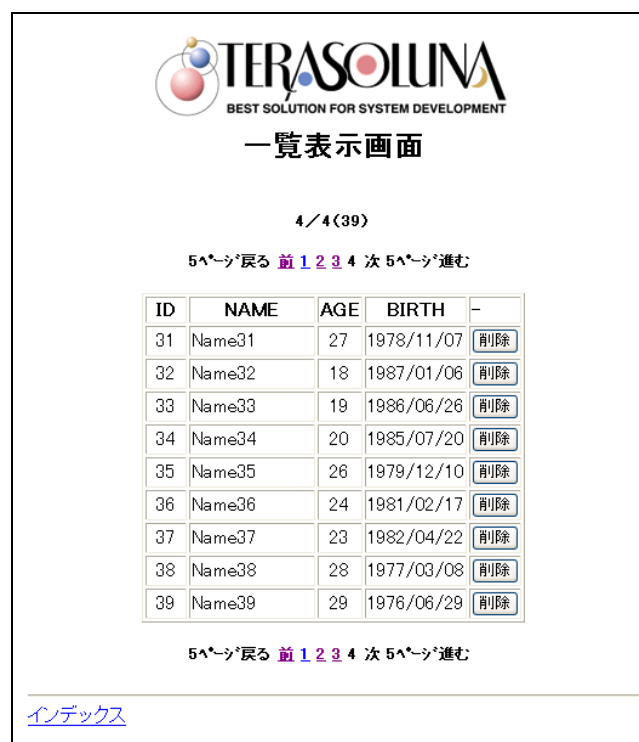 TERASOLUNA
BEST SOLUTION FOR SYSTEM DEVELOPMENT
一覧表示画面
4／4(39)
5ﾍﾟｰｼﾞ戻る 前 1 2 3 4 次 5ﾍﾟｰｼﾞ進む
ID NAME AGE BIRTH -
31 Name31 27 1978/11/07 削除
32 Name32 18 1987/01/06 削除
33 Name33 19 1986/06/26 削除
34 Name34 20 1985/07/20 削除
35 Name35 26 1979/12/10 削除
36 Name36 24 1981/02/17 削除
37 Name37 23 1982/04/22 削除
38 Name38 28 1977/03/08 削除
39 Name39 29 1976/06/29 削除
5ﾍﾟｰｼﾞ戻る 前 1 2 3 4 次 5ﾍﾟｰｼﾞ進む
インデックス